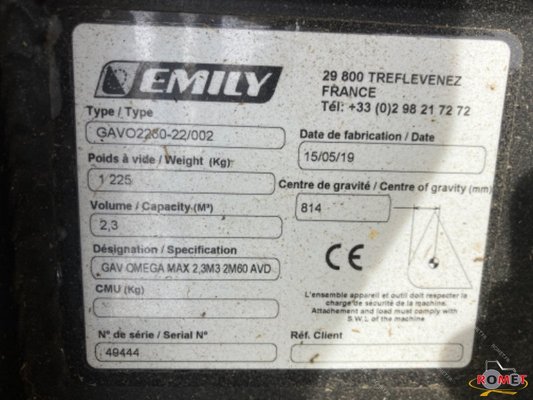 EMILY
29 800 TREFLEVENEZ
FRANCE
Tél: +33 (0)2 98 21 72 72
Type / Type
GAVO2260-22/002
Date de fabrication / Date
15/05/19
Poids à vide / Weight (Kg)
1 225
Centre de gravité / Centre of gravity (mm)
814
Volume / Capacity (M³)
2,3
Désignation / Specification
GAV OMEGA MAX 2,3M3 2M60 AVD
CE
CMU (Kg)
L'ensemble appareil et outil doit respecter la
charge de sécurité de la machine.
Attachement and load must comply with
S.W.L of the machine
N° de série / Serial N°
49444
Réf. Client
KOMET